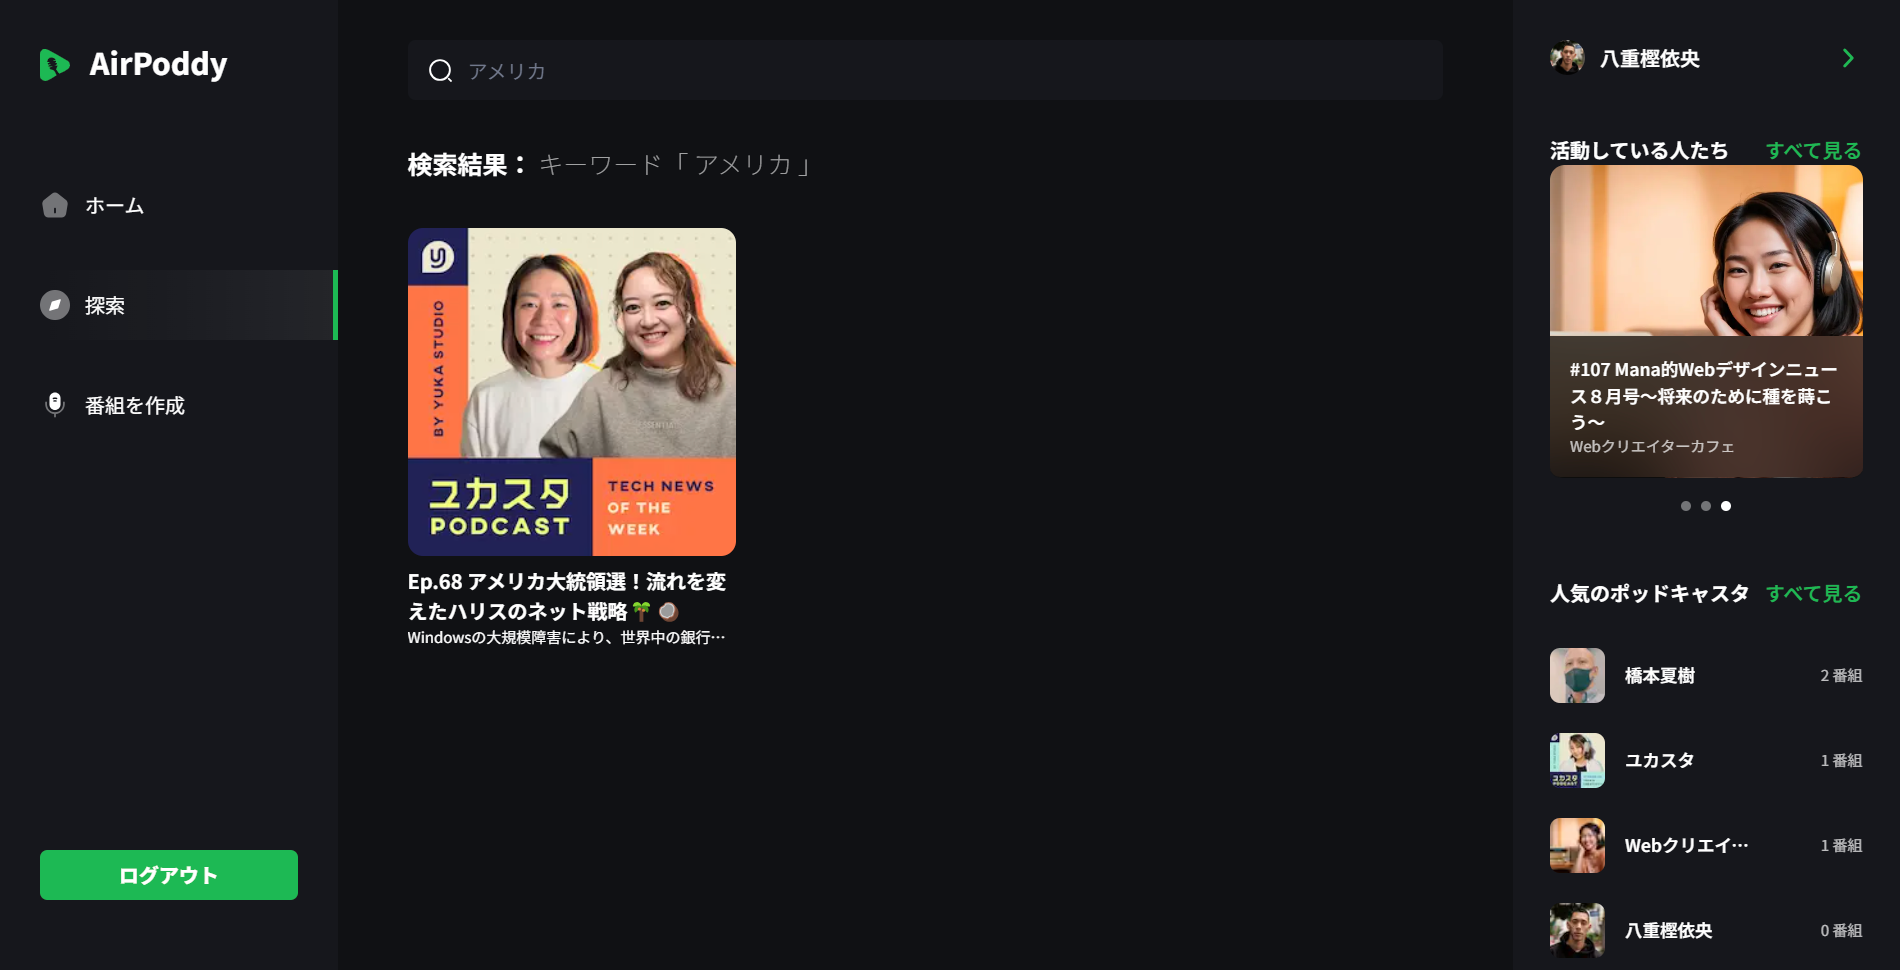 AirPoddy
ホーム
探索
番組を作成
ログアウト
アメリカ
検索結果： キーワード「 アメリカ 」
BY YUKA STUDIO
ESSENTIALS
ユカスタ
PODCAST
TECH NEWS
OF THE
WEEK
Ep.68 アメリカ大統領選！流れを変
えたハリスのネット戦略🌴 🥥
Windowsの大規模障害により、世界中の銀行…
八重樫依央
活動している人たち すべて見る
#107 Mana的Webデザインニュー
ス８月号〜将来のために種を蒔こ
う〜
Webクリエイターカフェ
人気のポッドキャスタ すべて見る
橋本夏樹 2 番組
ユカスタ 1 番組
Webクリエイ… 1 番組
八重樫依央 0 番組